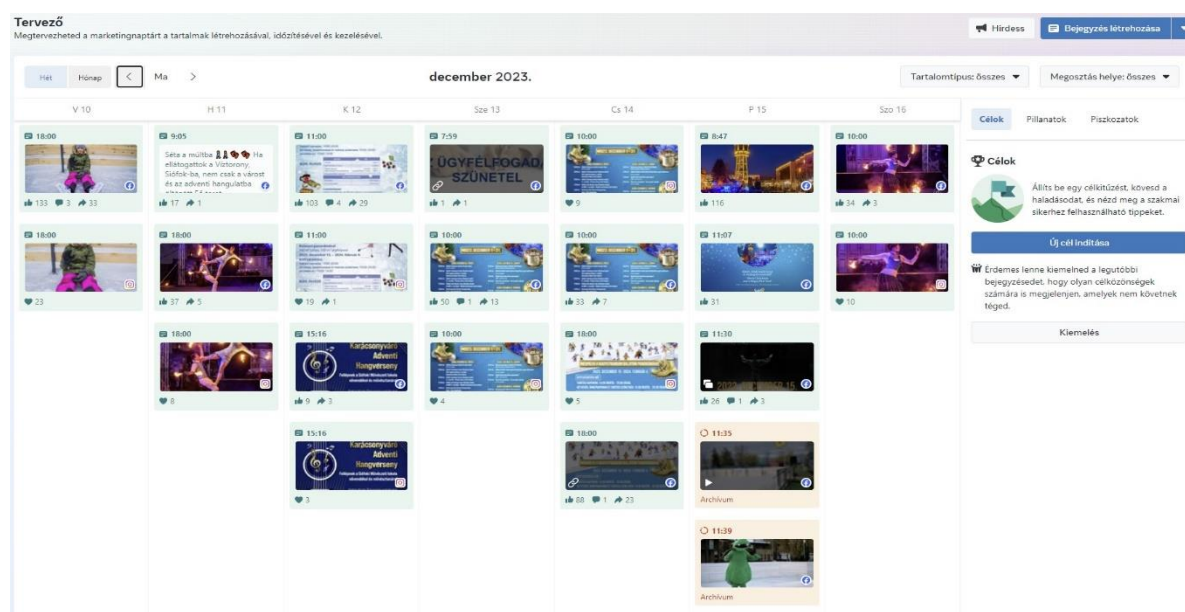 Tervező
Megtervezheted a marketingnaptárt a tartalmak létrehozásával, időzítésével és kezelésével.
Hirdess
Bejegyzés létrehozása
Hét
Hónap
Ma
december 2023.
Tartalomtípus: összes
Megosztás helye: összes
V 10
H 11
K 12
Sze 13
Cs 14
P 15
Szo 16
18:00
9:05
11:00
7:59
10:00
8:47
10:00
Séta a múltba
Ha
ellátogattok a Víztorony,
Siófok-ba, nem csak a várost
és az adventi hangulatba
ÜGYFÉLFOGAD
SZÜNETEL
133 3 33
17 1
103 4 29
1 1
9
116
34 3
18:00
18:00
11:00
10:00
10:00
11:07
10:00
23
37 5
19 1
50 1 13
33 7
31
10
18:00
15:16
10:00
18:00
11:30
Karácsonyváró
Adventi
Hangverseny
2023. DECEMBER 15
8
9 3
4
5
26 1 3
15:16
18:00
11:35
Karácsonyváró
Adventi
Hangverseny
3
88 1 23
Archívum
11:39
Archívum
Célok
Pillanatok
Piszkozatok
Célok
Állíts be egy célkitűzést, kövesd a
haladásodat, és nézd meg a szakmai
sikerhez felhasználható tippeket.
Új cél indítása
Érdemes lenne kiemelned a legutóbbi
bejegyzésedet, hogy olyan célközönségek
számára is megjelenjen, amelyek nem követnek
téged.
Kiemelés